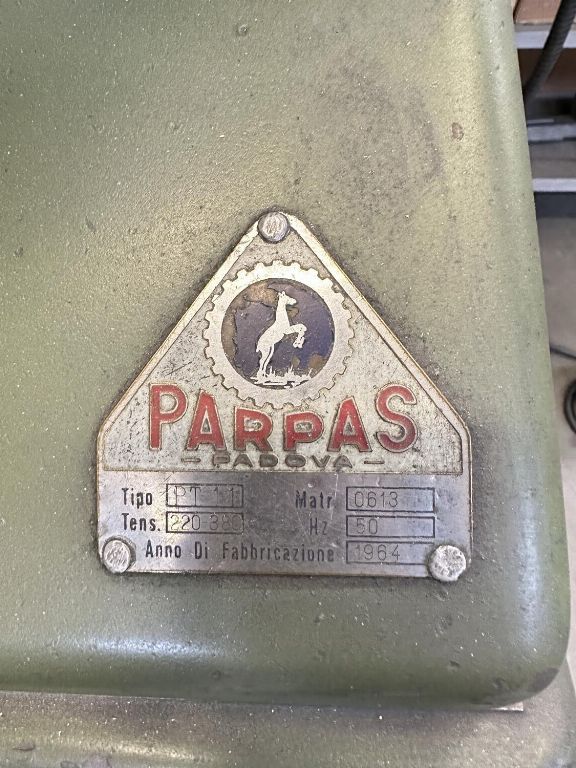 PARPAS
- PADOVA -
Tipo PT 11 Matr 0613
Tens. 220 380 Hz 50
Anno Di Fabbricazione 1964